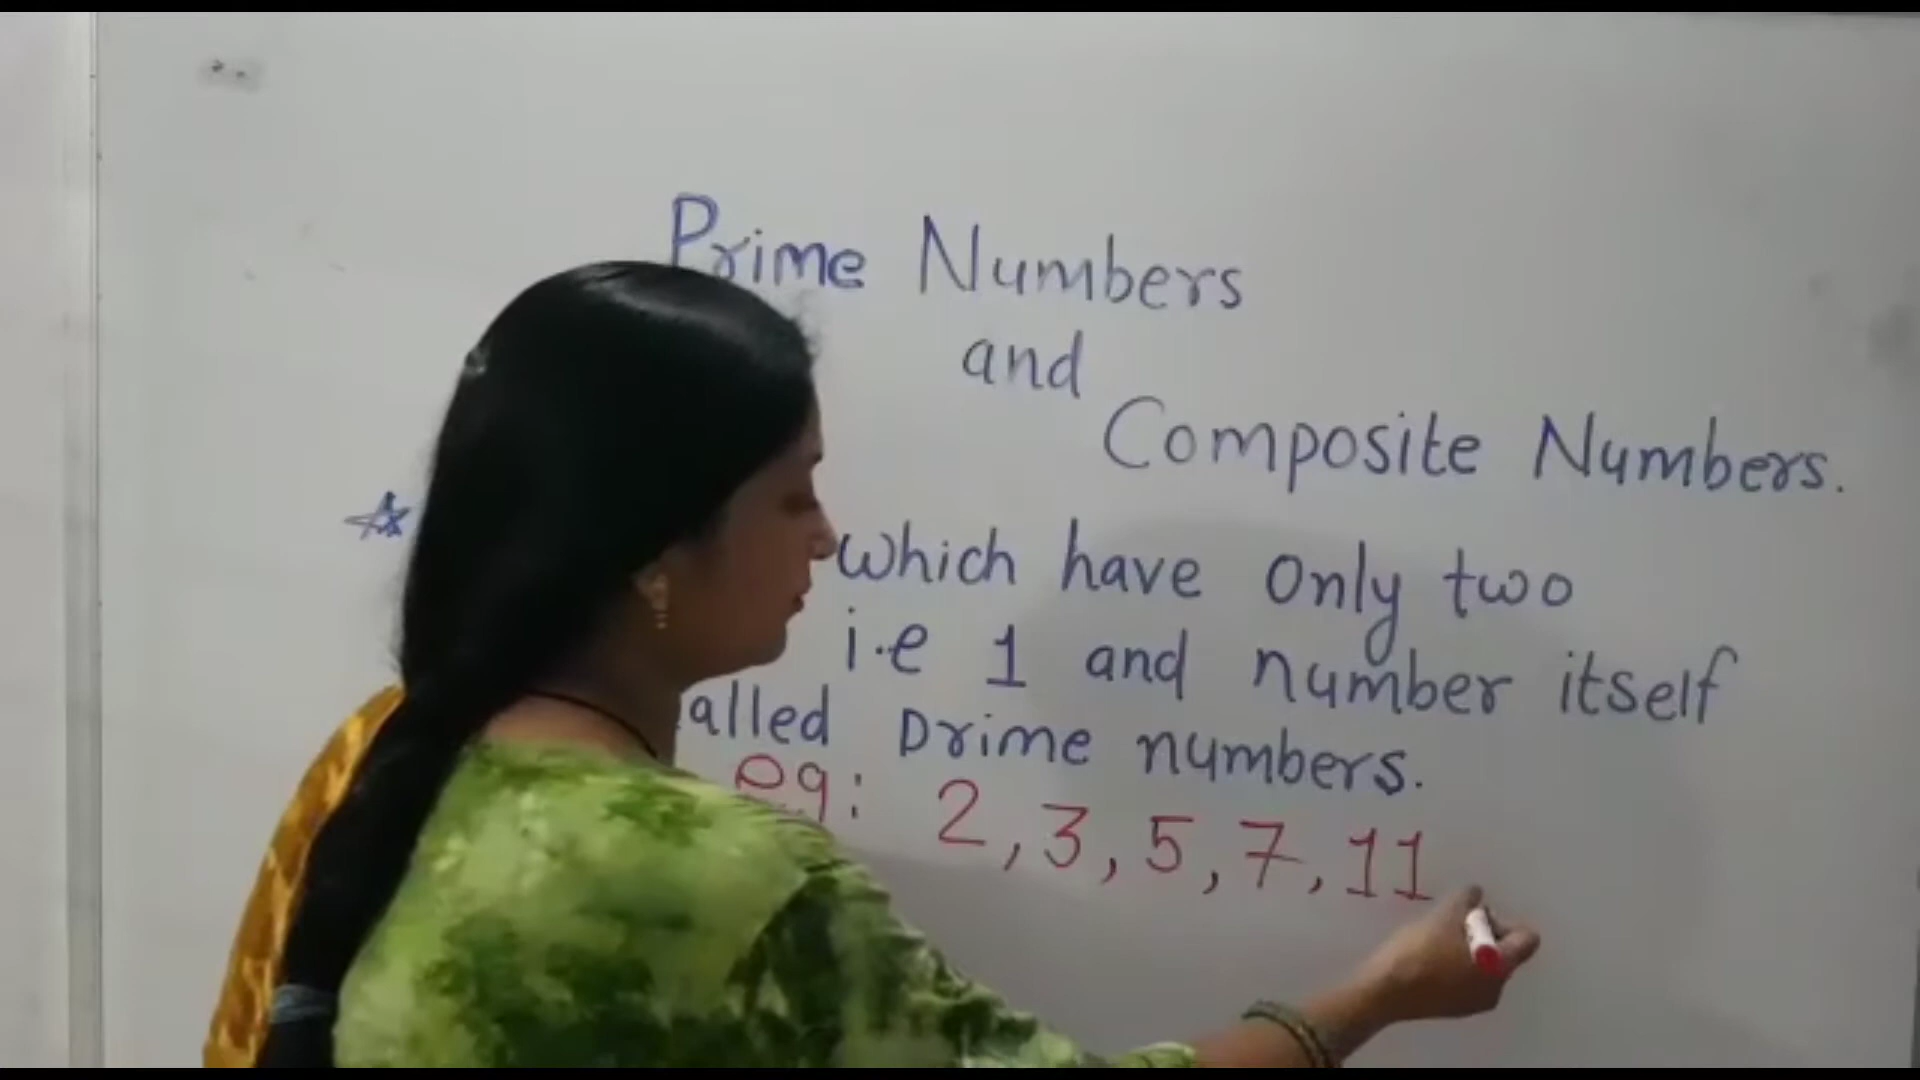 Prime Numbers
and
Composite Numbers.
which have only two
i.e 1 and number itself
alled prime numbers.
eg: 2, 3, 5, 7, 11